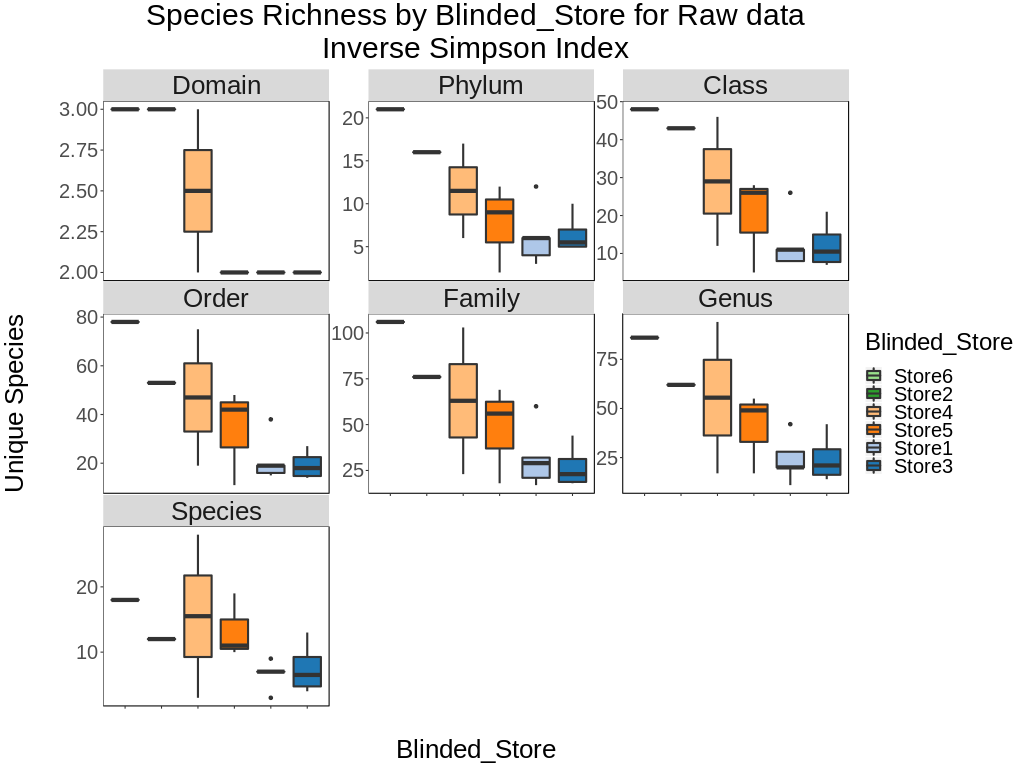 Species Richness by Blinded_Store for Raw data
Inverse Simpson Index
Domain
Phylum
Class
3.00
2.75
2.50
2.25
2.00
20
15
10
5
50
40
30
20
10
Order
Family
Genus
80
60
40
20
100
75
50
25
75
50
25
Species
20
10
Unique Species
Blinded_Store
Blinded_Store
Store6
Store2
Store4
Store5
Store1
Store3